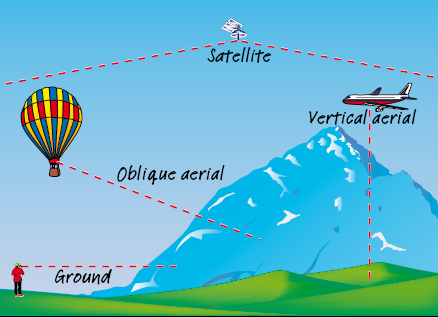 Satellite
Vertical aerial
Oblique aerial
Ground